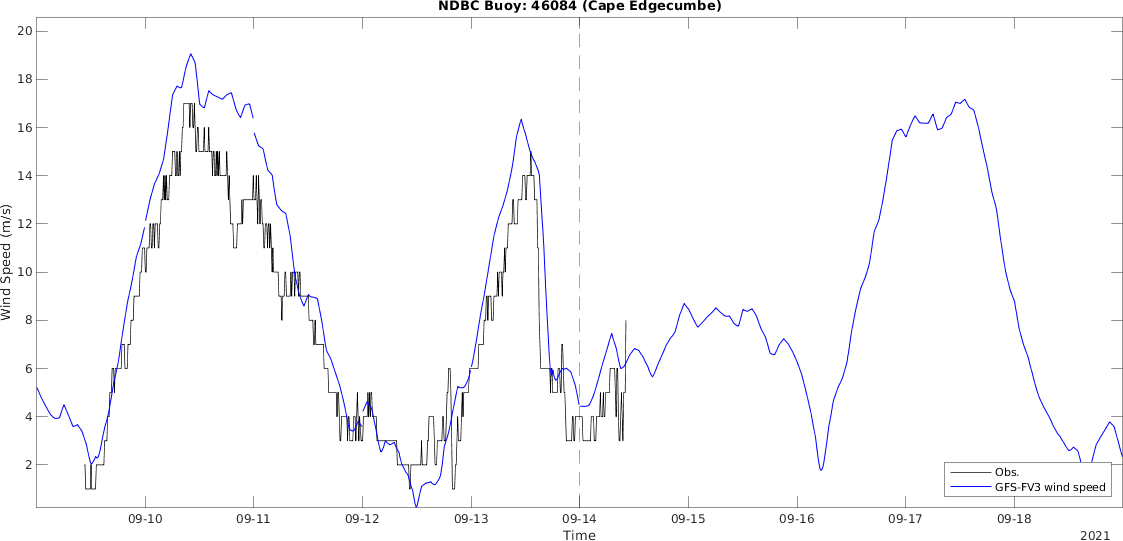 NDBC Buoy: 46084 (Cape Edgecumbe)
20
18
16
14
12
10
8
6
4
2
Wind Speed (m/s)
09-10 09-11 09-12 09-13 09-14 09-15 09-16 09-17 09-18
Time
2021
Obs.
GFS-FV3 wind speed